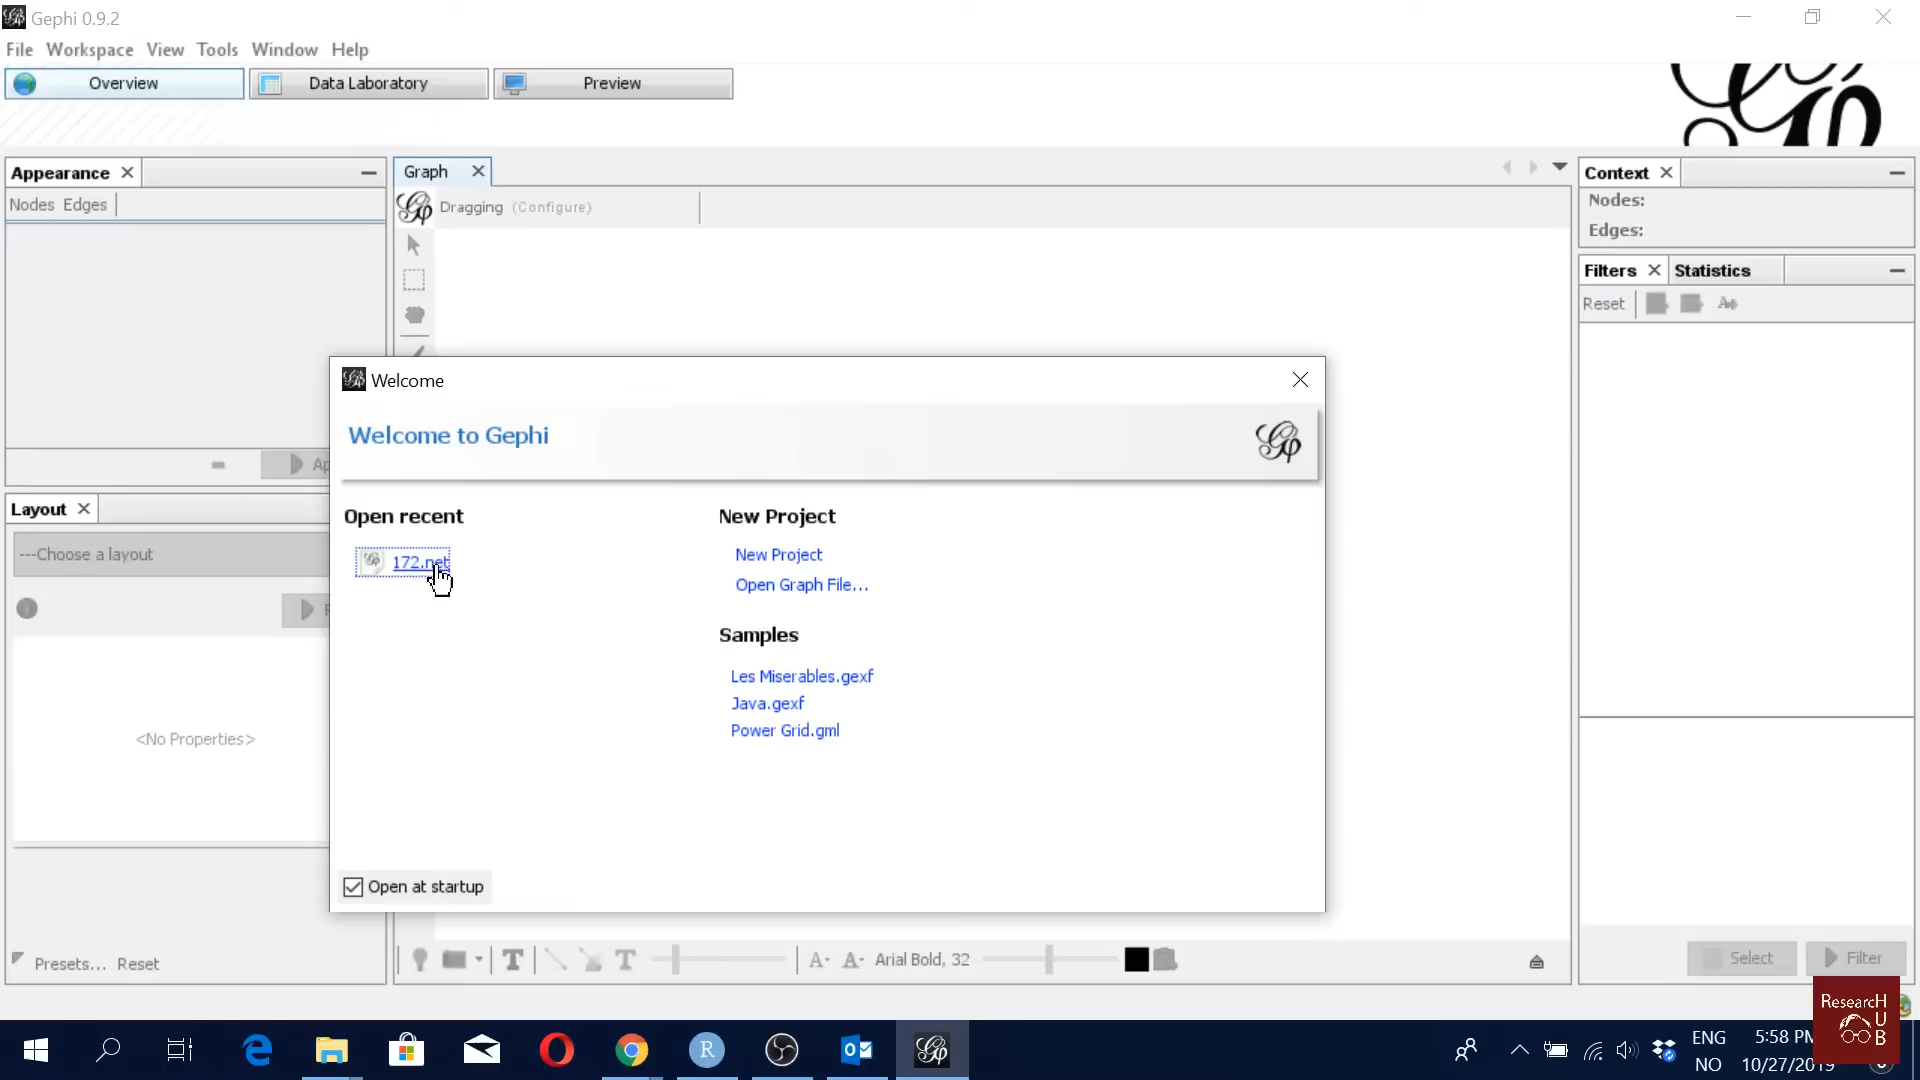 Gephi 0.9.2
File Workspace View Tools Window Help
Overview Data Laboratory Preview
Appearance
Nodes Edges
Graph
Dragging (Configure)
Context
Nodes:
Edges:
Filters Statistics
Reset
Welcome
Welcome to Gephi
Open recent
172.net
New Project
New Project
Open Graph File...
Samples
Les Miserables.gexf
Java.gexf
Power Grid.gml
Open at startup
Layout
---Choose a layout
<No Properties>
Presets... Reset
T T A- A- Arial Bold, 32
Select Filter
ResearcH
U
B
ENG
NO
5:58 PM
10/27/2019